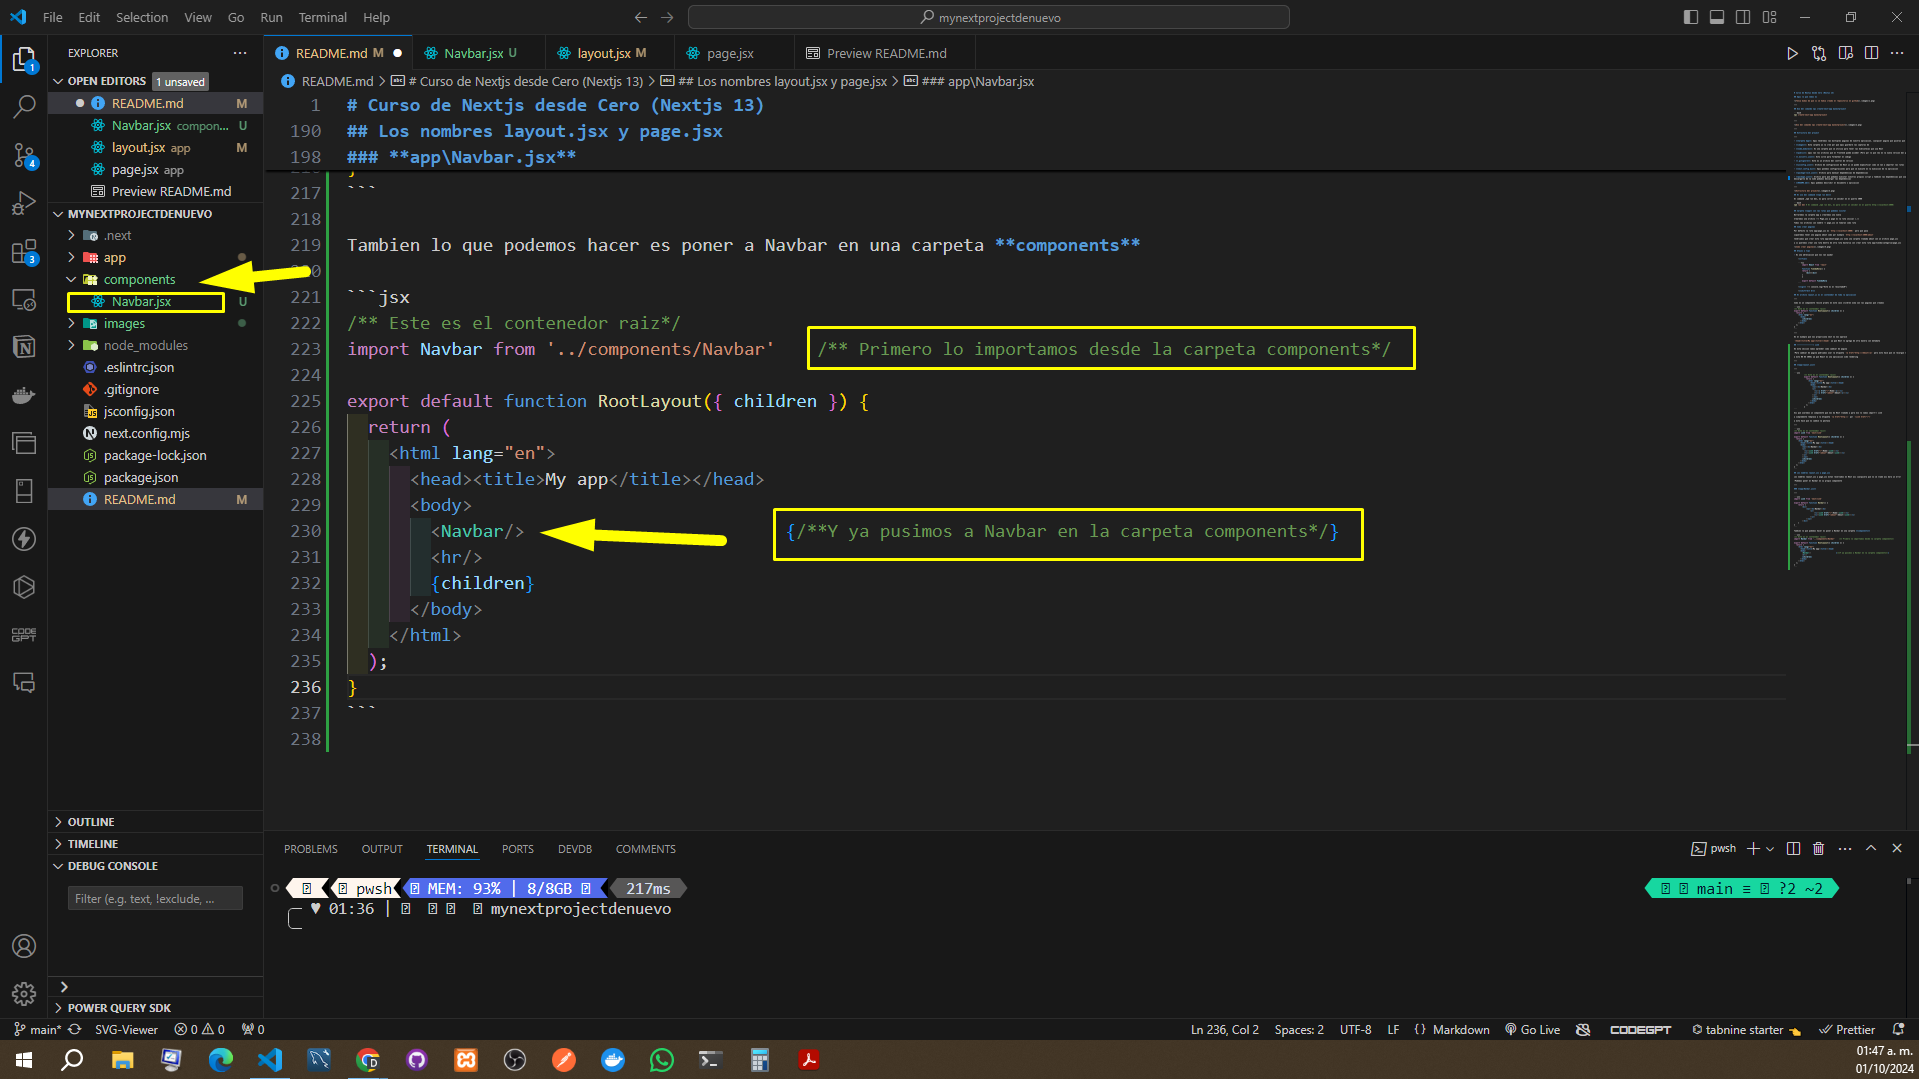 File Edit Selection View Go Run Terminal Help
mynextprojectdenuevo
EXPLORER
OPEN EDITORS 1 unsaved
README.md M
Navbar.jsx compon... U
layout.jsx app M
page.jsx app
Preview README.md
MYNEXTPROJECTDENUEVO
.next
app
components
Navbar.jsx U
images
node_modules
.eslintrc.json
.gitignore
jsconfig.json
next.config.mjs
package-lock.json
package.json
README.md M
OUTLINE
TIMELINE
DEBUG CONSOLE
Filter (e.g. text, !exclude, ...
POWER QUERY SDK
README.md M Navbar.jsx U layout.jsx M page.jsx Preview README.md
README.md > # Curso de Nextjs desde Cero (Nextjs 13) > ## Los nombres layout.jsx y page.jsx > ### app\Navbar.jsx
1 # Curso de Nextjs desde Cero (Nextjs 13)
190 ## Los nombres layout.jsx y page.jsx
198 ### **app\Navbar.jsx**
217 ```
218
219 Tambien lo que podemos hacer es poner a Navbar en una carpeta **components**
221 ```jsx
222 /** Este es el contenedor raiz*/
223 import Navbar from '../components/Navbar' /** Primero lo importamos desde la carpeta components*/
224
225 export default function RootLayout({ children }) {
226 return (
227 <html lang="en">
228 <head><title>My app</title></head>
229 <body>
230 <Navbar/> {/**Y ya pusimos a Navbar en la carpeta components*/}
231 <hr/>
232 {children}
233 </body>
234 </html>
235 );
236 }
237 ```
238
PROBLEMS OUTPUT TERMINAL PORTS DEVDB COMMENTS
pwsh
pwsh MEM: 93% | 8/8GB 217ms
main ≡ ?2 ~2
♥ 01:36 | mynextprojectdenuevo
main* SVG-Viewer 0 0 0
Ln 236, Col 2 Spaces: 2 UTF-8 LF {} Markdown Go Live CODEGPT tabnine starter Prettier
01:47 a. m.
01/10/2024